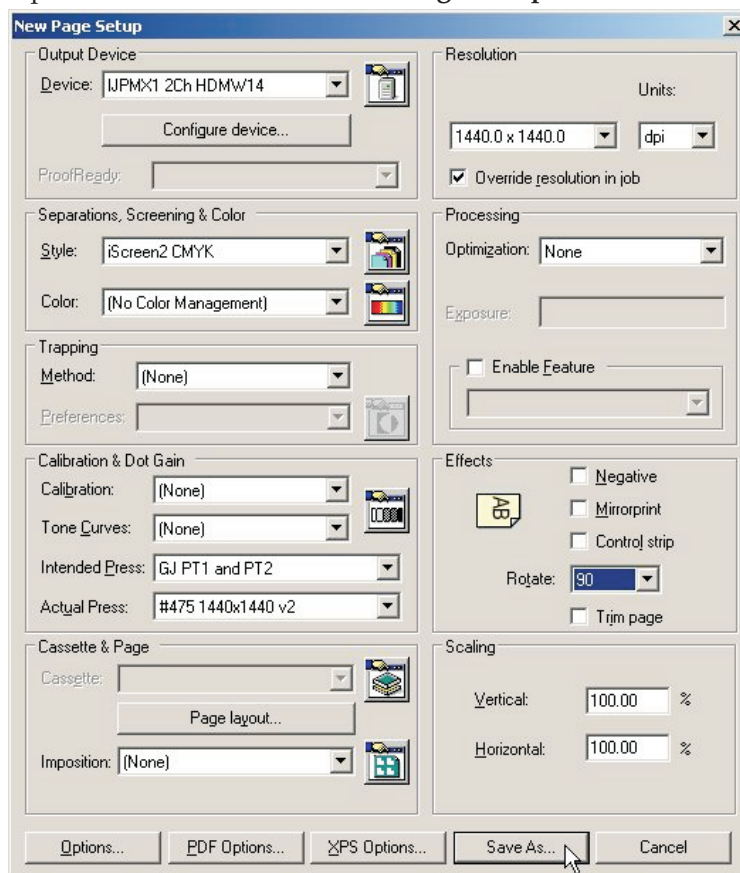 New Page Setup
Output Device
Device: IJPMX1 2Ch HDMW14
Configure device...
ProofReady:
Resolution
Units:
1440.0 x 1440.0 dpi
Override resolution in job
Separations, Screening & Color
Style: iScreen2 CMYK
Color: (No Color Management)
Processing
Optimization: None
Exposure:
Enable Feature
Trapping
Method: (None)
Preferences:
Calibration & Dot Gain
Calibration: (None)
Tone Curves: (None)
Intended Press: GJ PT1 and PT2
Actual Press: #475 1440x1440 v2
Effects
AB
Negative
Mirrorprint
Control strip
Rotate: 90
Trim page
Cassette & Page
Cassette:
Page layout...
Imposition: (None)
Scaling
Vertical: 100.00 %
Horizontal: 100.00 %
Options... PDF Options... XPS Options... Save As... Cancel